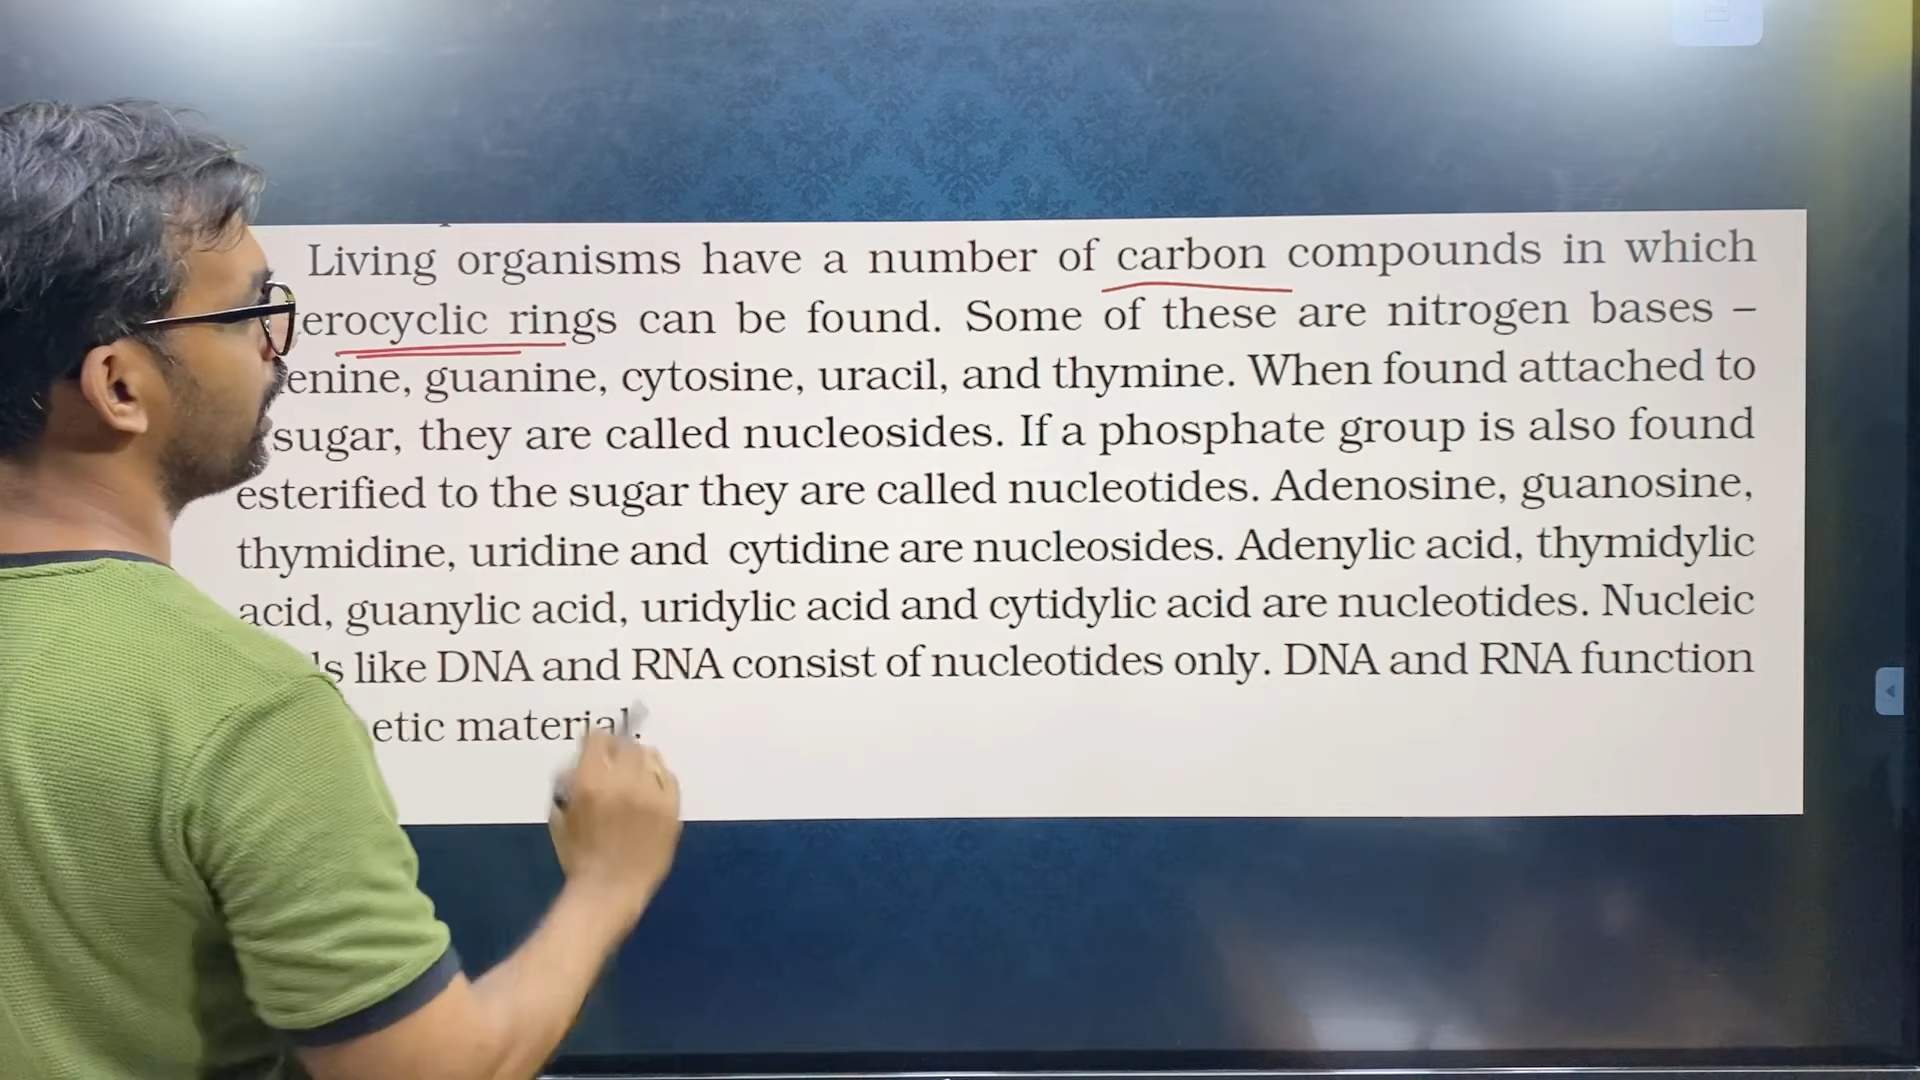 Living organisms have a number of carbon compounds in which
erocyclic rings can be found. Some of these are nitrogen bases –
enine, guanine, cytosine, uracil, and thymine. When found attached to
sugar, they are called nucleosides. If a phosphate group is also found
esterified to the sugar they are called nucleotides. Adenosine, guanosine,
thymidine, uridine and cytidine are nucleosides. Adenylic acid, thymidylic
acid, guanylic acid, uridylic acid and cytidylic acid are nucleotides. Nucleic
s like DNA and RNA consist of nucleotides only. DNA and RNA function
etic material.